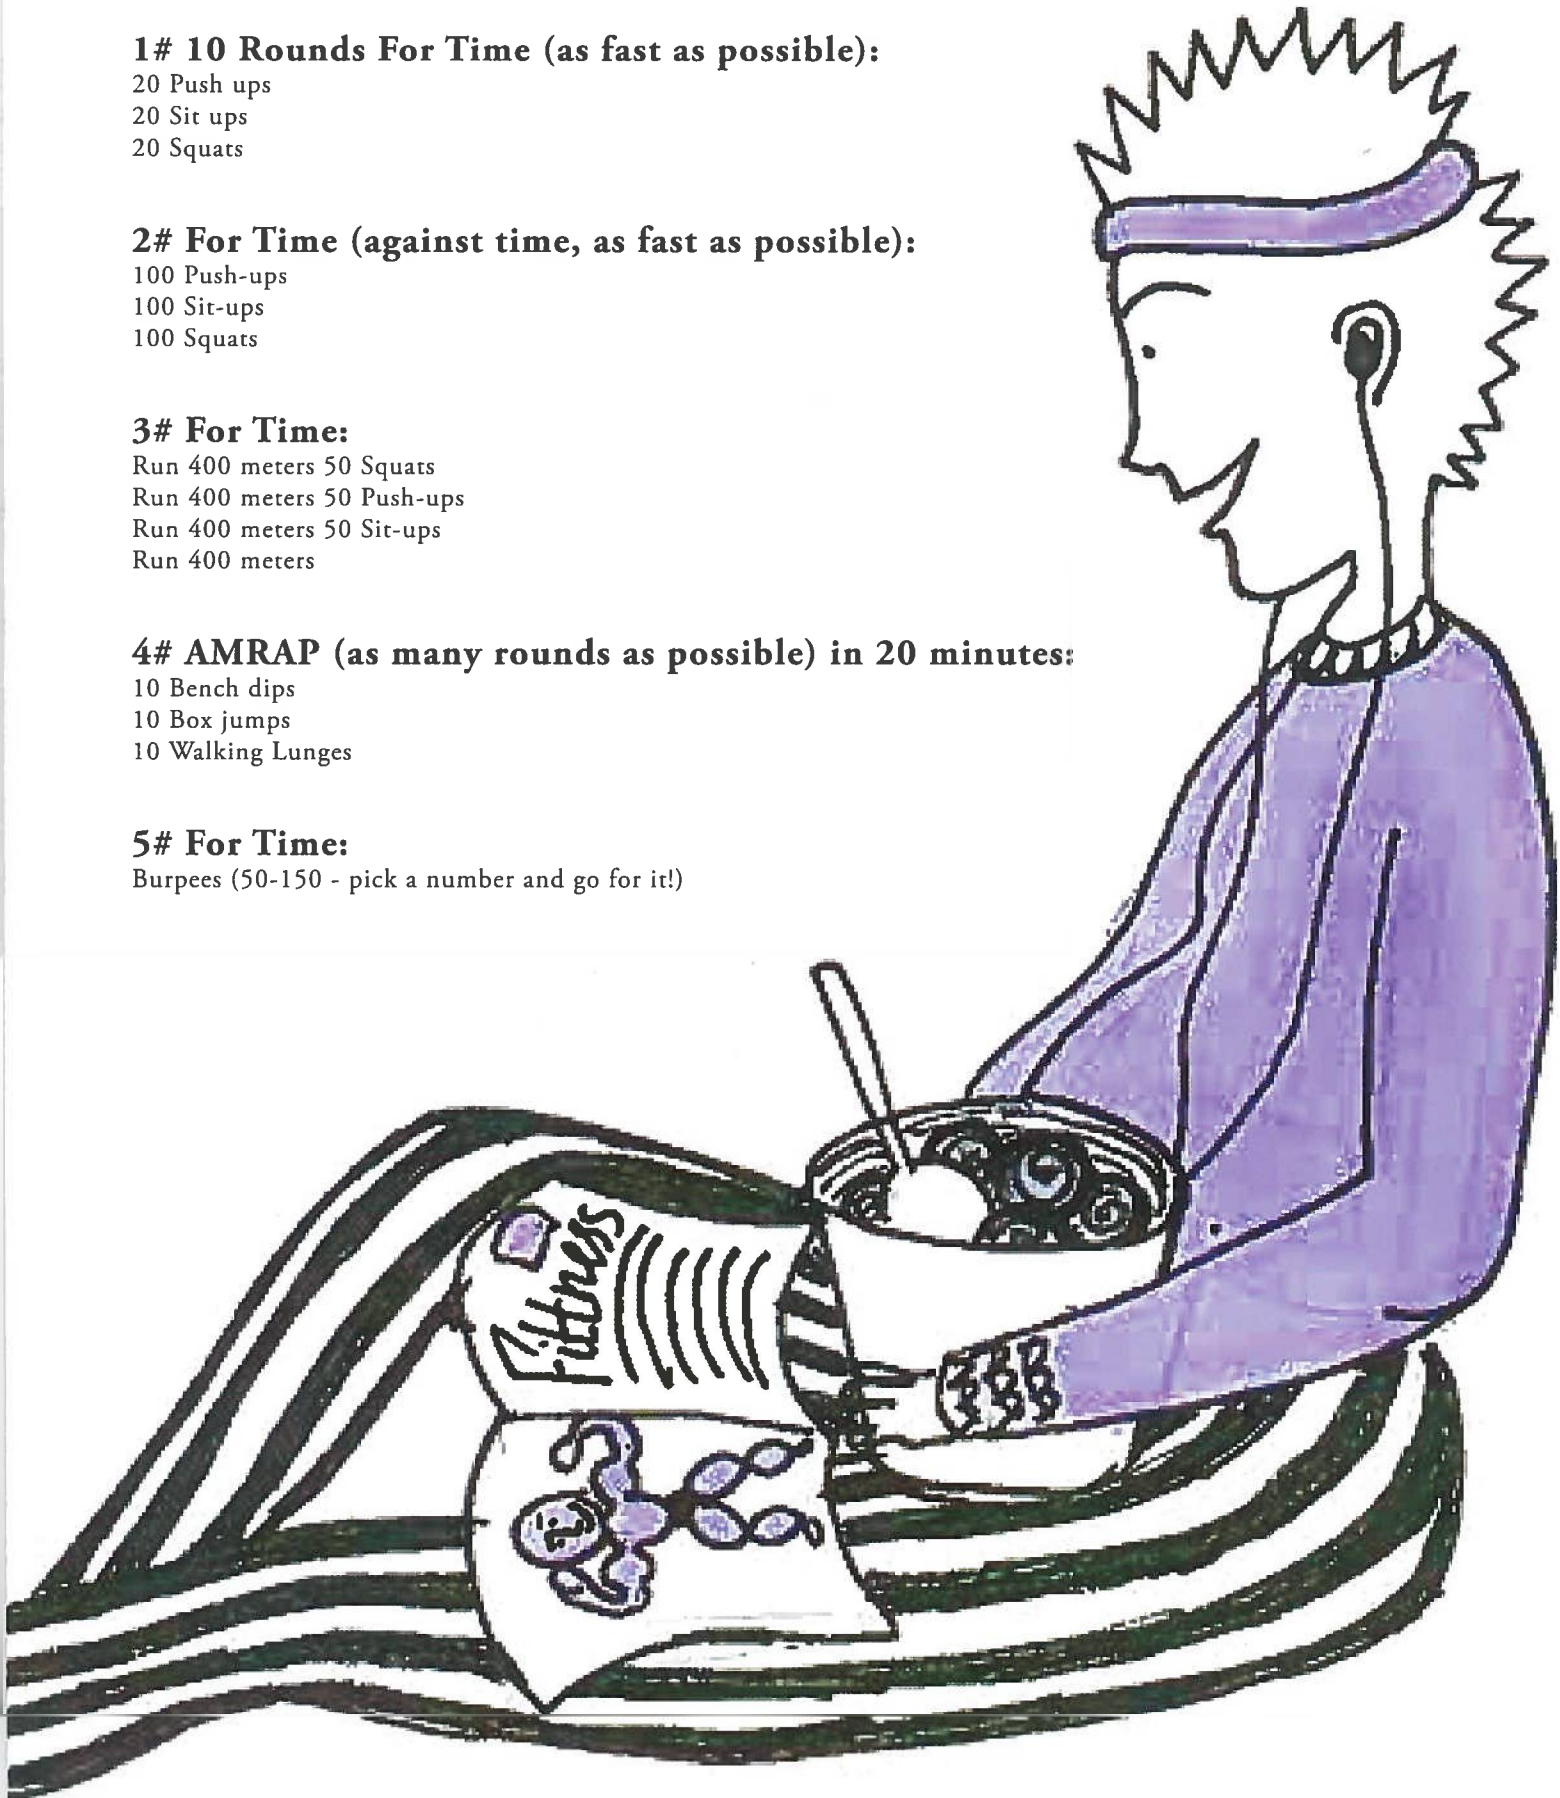 1# 10 Rounds For Time (as fast as possible):
20 Push ups
20 Sit ups
20 Squats
2# For Time (against time, as fast as possible):
100 Push-ups
100 Sit-ups
100 Squats
3# For Time:
Run 400 meters 50 Squats
Run 400 meters 50 Push-ups
Run 400 meters 50 Sit-ups
Run 400 meters
4# AMRAP (as many rounds as possible) in 20 minutes:
10 Bench dips
10 Box jumps
10 Walking Lunges
5# For Time:
Burpees (50-150 - pick a number and go for it!)
Fittness